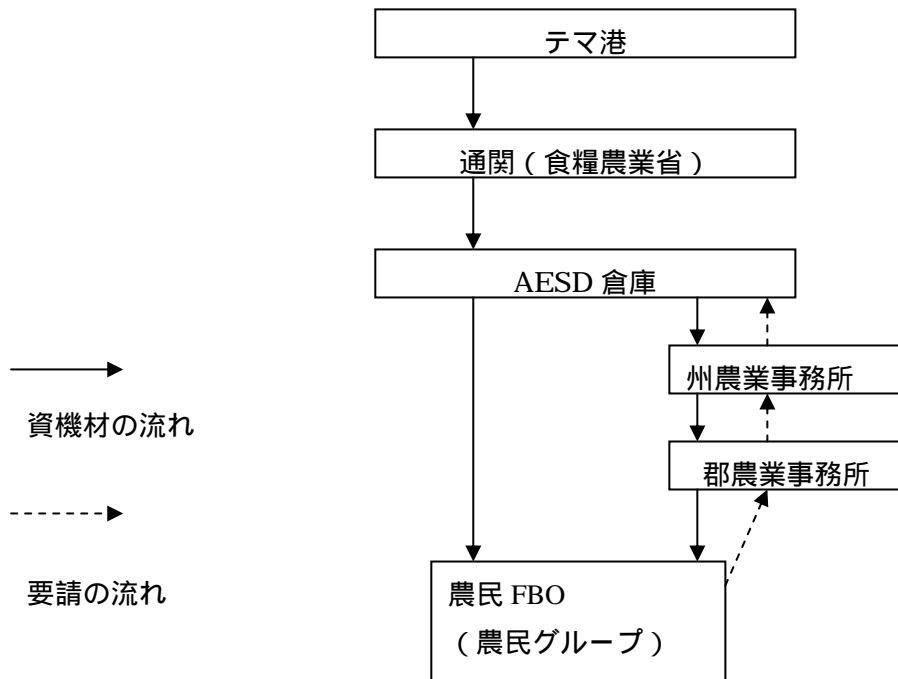 テマ港
通関（食糧農業省）
AESD 倉庫
州農業事務所
資機材の流れ
郡農業事務所
要請の流れ
農民 FBO
（農民グループ）